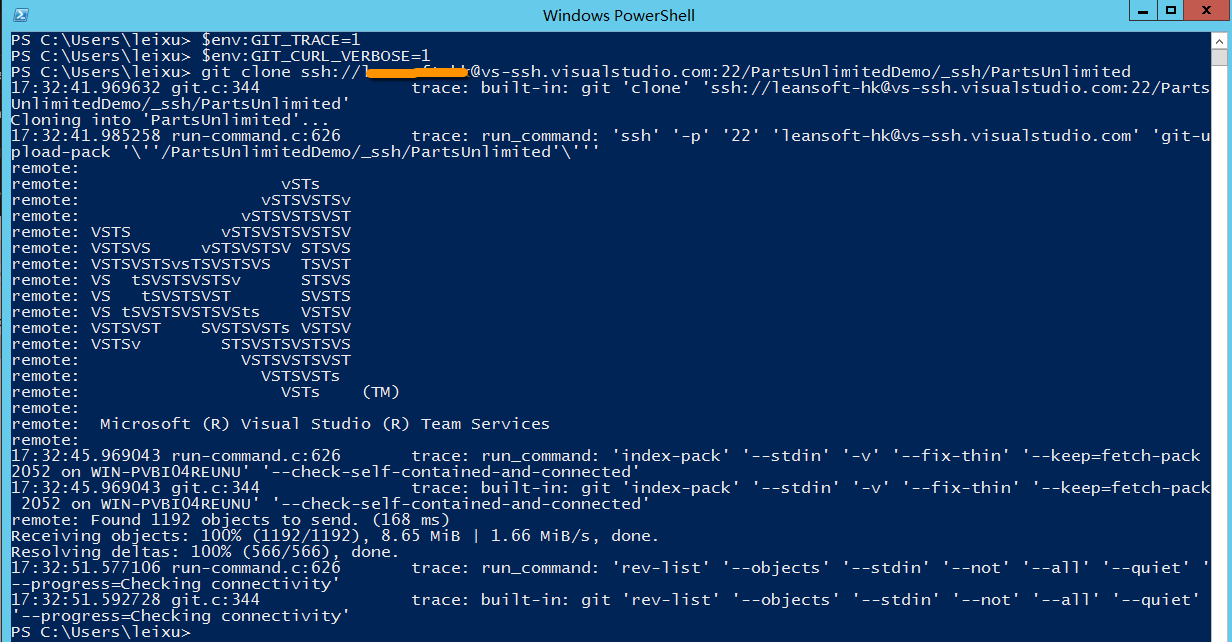 Windows PowerShell
PS C:\Users\leixu> $env:GIT_TRACE=1
PS C:\Users\leixu> $env:GIT_CURL_VERBOSE=1
PS C:\Users\leixu> git clone ssh://@vs-ssh.visualstudio.com:22/PartsUnlimitedDemo/_ssh/PartsUnlimited
17:32:41.969632 git.c:344               trace: built-in: git 'clone' 'ssh://leansoft-hk@vs-ssh.visualstudio.com:22/Parts
UnlimitedDemo/_ssh/PartsUnlimited'
Cloning into 'PartsUnlimited'...
17:32:41.985258 run-command.c:626       trace: run_command: 'ssh' '-p' '22' 'leansoft-hk@vs-ssh.visualstudio.com' 'git-u
pload-pack '\''/PartsUnlimitedDemo/_ssh/PartsUnlimited'\'''
remote:
remote:                    vSTs
remote:                  vSTSVSTSv
remote:                vSTSVSTSVST
remote: VSTS         vSTSVSTSVSTSV
remote: VSTSVS     vSTSVSTSV STSVS
remote: VSTSVSTSvsTSVSTSVS   TSVST
remote: VS  tSVSTSVSTSv      STSVS
remote: VS   tSVSTSVST       SVSTS
remote: VS tSVSTSVSTSVSts    VSTSV
remote: VSTSVST    SVSTSVSTs VSTSV
remote: VSTSv        STSVSTSVSTSVS
remote:                VSTSVSTSVST
remote:                  VSTSVSTs
remote:                    VSTs    (TM)
remote:
remote:  Microsoft (R) Visual Studio (R) Team Services
remote:
17:32:45.969043 run-command.c:626       trace: run_command: 'index-pack' '--stdin' '-v' '--fix-thin' '--keep=fetch-pack
2052 on WIN-PVBI04REUNU' '--check-self-contained-and-connected'
17:32:45.969043 git.c:344               trace: built-in: git 'index-pack' '--stdin' '-v' '--fix-thin' '--keep=fetch-pack
 2052 on WIN-PVBI04REUNU' '--check-self-contained-and-connected'
remote: Found 1192 objects to send. (168 ms)
Receiving objects: 100% (1192/1192), 8.65 MiB | 1.66 MiB/s, done.
Resolving deltas: 100% (566/566), done.
17:32:51.577106 run-command.c:626       trace: run_command: 'rev-list' '--objects' '--stdin' '--not' '--all' '--quiet' '
--progress=Checking connectivity'
17:32:51.592728 git.c:344               trace: built-in: git 'rev-list' '--objects' '--stdin' '--not' '--all' '--quiet'
'--progress=Checking connectivity'
PS C:\Users\leixu>